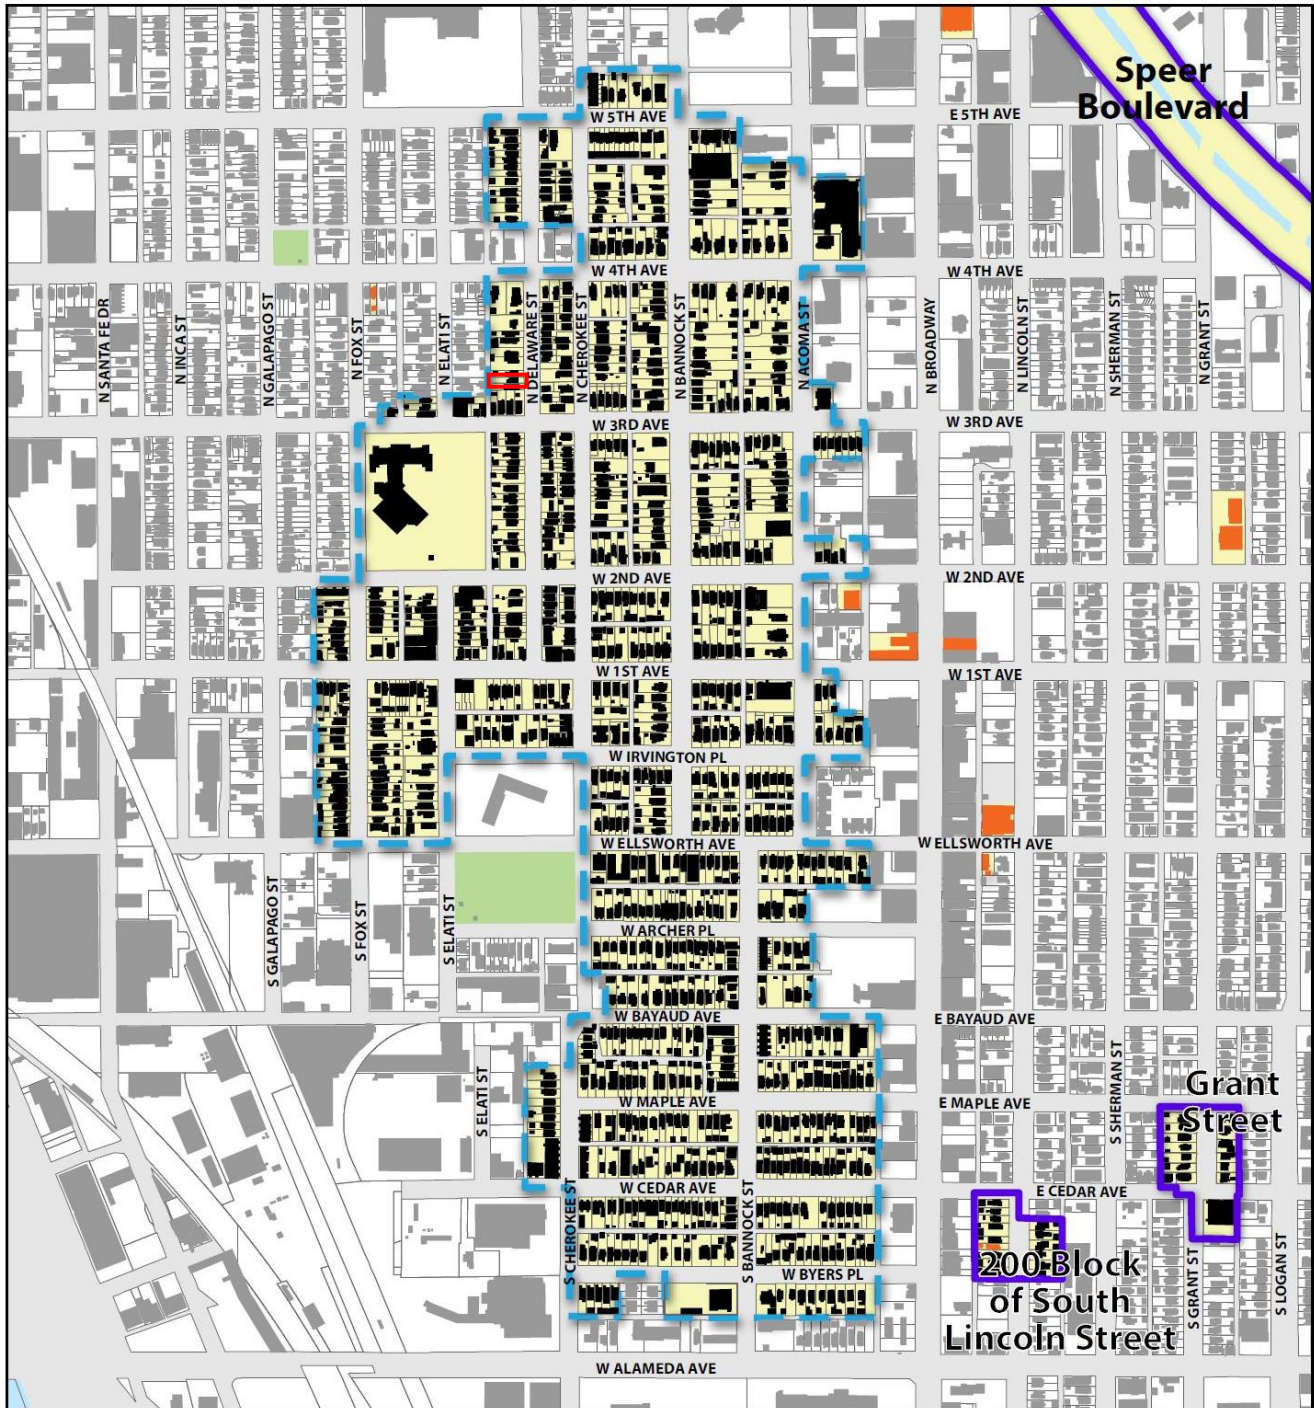 Speer
Boulevard
W 5TH AVE
E 5TH AVE
W 4TH AVE
W 4TH AVE
N SANTA FE DR
N INCA ST
N GALAPAGO ST
N FOX ST
N ELATI ST
N DELAWARE ST
N CHEROKEE ST
N BANNOCK ST
N ACOMA ST
N BROADWAY
N LINCOLN ST
N SHERMAN ST
N GRANT ST
W 3RD AVE
W 3RD AVE
W 2ND AVE
W 2ND AVE
W 1ST AVE
W 1ST AVE
W IRVINGTON PL
W ELLSWORTH AVE
W ELLSWORTH AVE
S GALAPAGO ST
S FOX ST
S ELATI ST
W ARCHER PL
W BAYAUD AVE
E BAYAUD AVE
S ELATI ST
W MAPLE AVE
E MAPLE AVE
S SHERMAN ST
Grant
Street
W CEDAR AVE
E CEDAR AVE
S CHEROKEE ST
S BANNOCK ST
W BYERS PL
200 Block
of South
Lincoln Street
S GRANT ST
S LOGAN ST
W ALAMEDA AVE